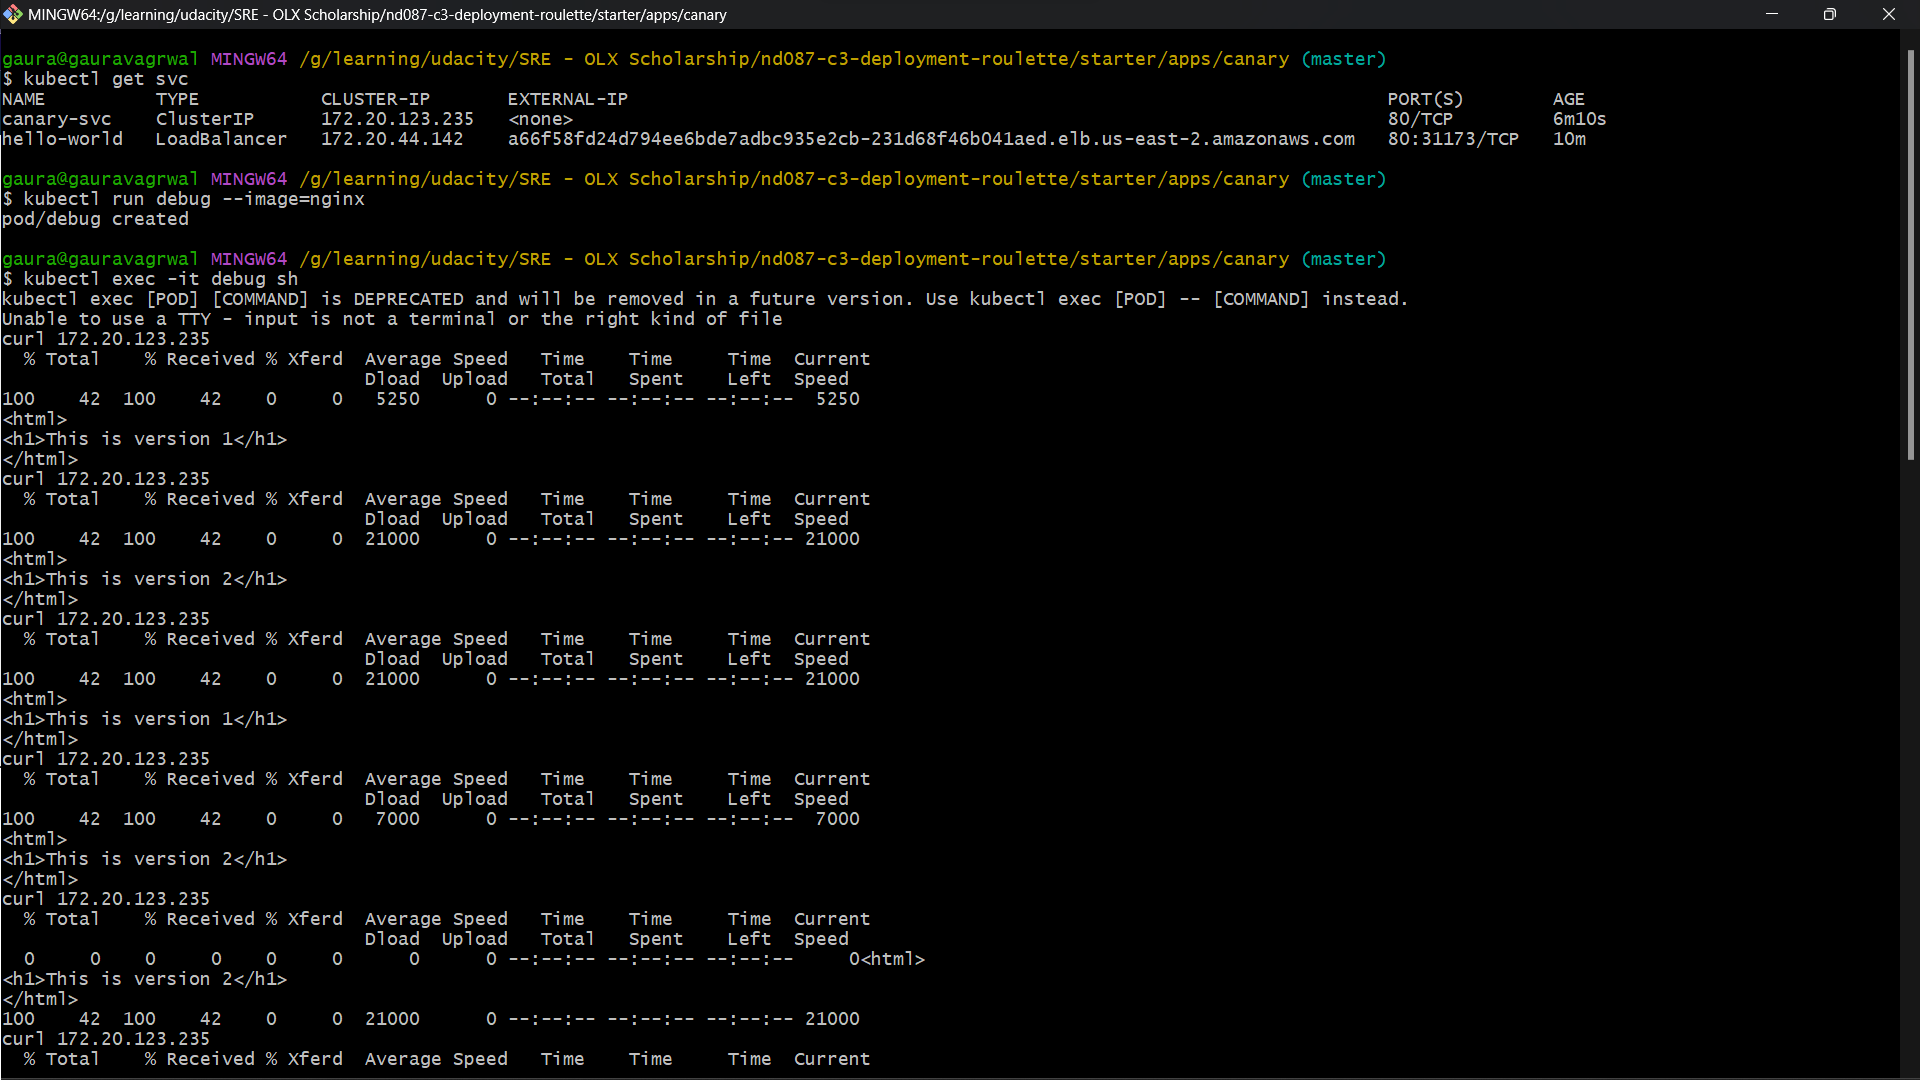 MINGW64:/g/learning/udacity/SRE - OLX Scholarship/nd087-c3-deployment-roulette/starter/apps/canary
gaura@gauravagrwal MINGW64 /g/learning/udacity/SRE - OLX Scholarship/nd087-c3-deployment-roulette/starter/apps/canary (master)
$ kubectl get svc
NAME TYPE CLUSTER-IP EXTERNAL-IP PORT(S) AGE
canary-svc ClusterIP 172.20.123.235 <none> 80/TCP 6m10s
hello-world LoadBalancer 172.20.44.142 a66f58fd24d794ee6bde7adbc935e2cb-231d68f46b041aed.elb.us-east-2.amazonaws.com 80:31173/TCP 10m
gaura@gauravagrwal MINGW64 /g/learning/udacity/SRE - OLX Scholarship/nd087-c3-deployment-roulette/starter/apps/canary (master)
$ kubectl run debug --image=nginx
pod/debug created
gaura@gauravagrwal MINGW64 /g/learning/udacity/SRE - OLX Scholarship/nd087-c3-deployment-roulette/starter/apps/canary (master)
$ kubectl exec -it debug sh
kubectl exec [POD] [COMMAND] is DEPRECATED and will be removed in a future version. Use kubectl exec [POD] -- [COMMAND] instead.
Unable to use a TTY - input is not a terminal or the right kind of file
curl 172.20.123.235
% Total % Received % Xferd Average Speed Time Time Time Current
Dload Upload Total Spent Left Speed
100 42 100 42 0 0 5250 0 --:--:-- --:--:-- --:--:-- 5250
<html>
<h1>This is version 1</h1>
</html>
curl 172.20.123.235
% Total % Received % Xferd Average Speed Time Time Time Current
Dload Upload Total Spent Left Speed
100 42 100 42 0 0 21000 0 --:--:-- --:--:-- --:--:-- 21000
<html>
<h1>This is version 2</h1>
</html>
curl 172.20.123.235
% Total % Received % Xferd Average Speed Time Time Time Current
Dload Upload Total Spent Left Speed
100 42 100 42 0 0 21000 0 --:--:-- --:--:-- --:--:-- 21000
<html>
<h1>This is version 1</h1>
</html>
curl 172.20.123.235
% Total % Received % Xferd Average Speed Time Time Time Current
Dload Upload Total Spent Left Speed
100 42 100 42 0 0 7000 0 --:--:-- --:--:-- --:--:-- 7000
<html>
<h1>This is version 2</h1>
</html>
curl 172.20.123.235
% Total % Received % Xferd Average Speed Time Time Time Current
Dload Upload Total Spent Left Speed
0 0 0 0 0 0 0 0 --:--:-- --:--:-- --:--:-- 0<html>
<h1>This is version 2</h1>
</html>
100 42 100 42 0 0 21000 0 --:--:-- --:--:-- --:--:-- 21000
curl 172.20.123.235
% Total % Received % Xferd Average Speed Time Time Time Current